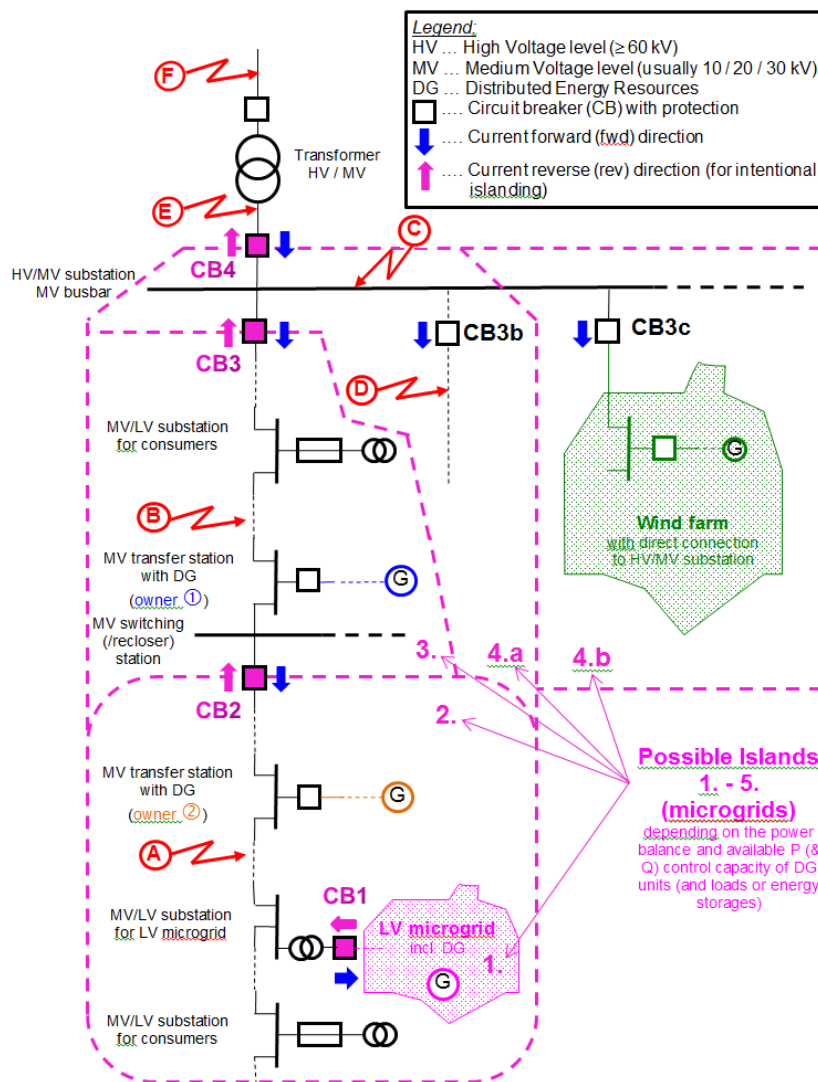 Legend:
HV ... High Voltage level (≥ 60 kV)
MV ... Medium Voltage level (usually 10 / 20 / 30 kV)
DG ... Distributed Energy Resources
.... Circuit breaker (CB) with protection
.... Current forward (fwd) direction
.... Current reverse (rev) direction (for intentional
islanding)
F
Transformer
HV / MV
E
C
CB4
HV/MV substation
MV busbar
CB3
CB3b
CB3c
D
MV/LV substation
for consumers
G
B
Wind farm
with direct connection
to HV/MV substation
MV transfer station
with DG
(owner ①)
G
MV switching
(/recloser)
station
3.
4.a
4.b
CB2
2.
Possible Islands
1. - 5.
(microgrids)
depending on the power
balance and available P (&
Q) control capacity of DG
units (and loads or energy
storages)
MV transfer station
with DG
(owner ②)
G
A
CB1
MV/LV substation
for LV microgrid
LV microgrid
incl. DG
1.
G
MV/LV substation
for consumers